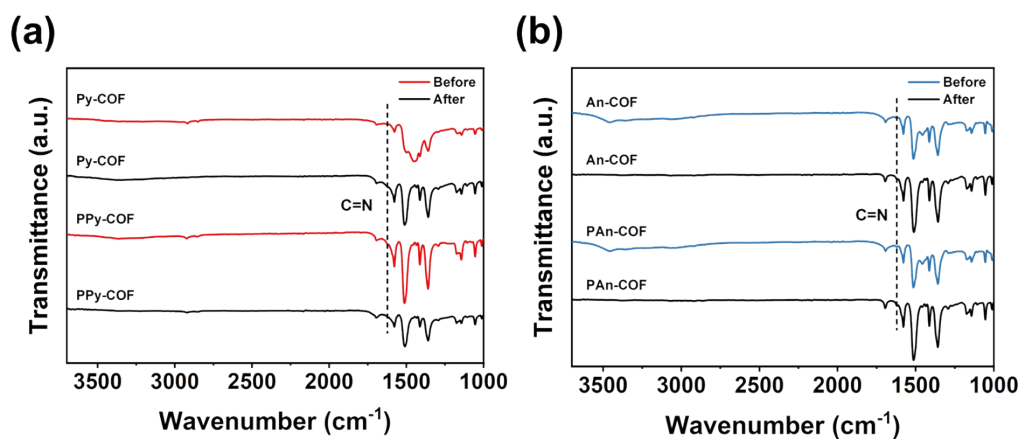 (a)
Transmittance (a.u.)
Before
After
Py-COF
Py-COF
C=N
PPy-COF
PPy-COF
3500 3000 2500 2000 1500 1000
Wavenumber (cm⁻¹)
(b)
Transmittance (a.u.)
Before
After
An-COF
An-COF
C=N
PAn-COF
PAn-COF
3500 3000 2500 2000 1500 1000
Wavenumber (cm⁻¹)